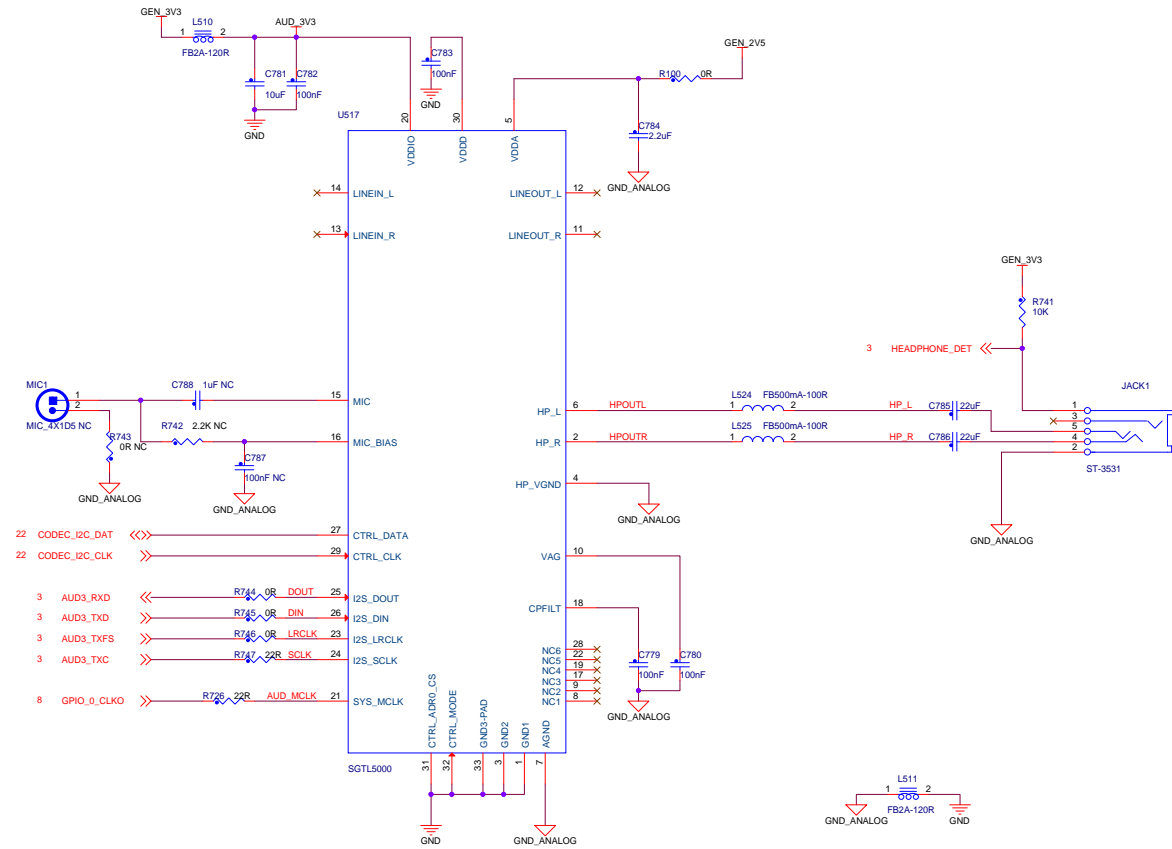 GEN_3V3
L510
1 2
FB2A-120R
AUD_3V3
C781
10uF
C782
100nF
GND
C783
100nF
GND
GEN_2V5
R100 0R
C784
2.2uF
GND_ANALOG
U517
20
VDDIO
30
VDDD
5
VDDA
14 LINEIN_L
LINEOUT_L 12
13 LINEIN_R
LINEOUT_R 11
GEN_3V3
R741
10K
3 HEADPHONE_DET
JACK1
MIC1
1
2
MIC_4X1D5 NC
C788 1uF NC
15 MIC
R742 2.2K NC
16 MIC_BIAS
R743
0R NC
GND_ANALOG
C787
100nF NC
GND_ANALOG
HP_L 6 HPOUTL
L524 FB500mA-100R
1 2
HP_L C785 22uF
HP_R 2 HPOUTR
L525 FB500mA-100R
1 2
HP_R C786 22uF
1
3
5
4
2
ST-3531
GND_ANALOG
HP_VGND 4
GND_ANALOG
22 CODEC_I2C_DAT 27 CTRL_DATA
22 CODEC_I2C_CLK 29 CTRL_CLK
VAG 10
3 AUD3_RXD R744 0R DOUT 25 I2S_DOUT
3 AUD3_TXD R745 0R DIN 26 I2S_DIN
3 AUD3_TXFS R746 0R LRCLK 23 I2S_LRCLK
3 AUD3_TXC R747 22R SCLK 24 I2S_SCLK
8 GPIO_0_CLKO R726 22R AUD_MCLK 21 SYS_MCLK
CPFILT 18
NC6 28
NC5 22
NC4 19
NC3 17
NC2 9
NC1 8
C779
100nF
C780
100nF
GND_ANALOG
CTRL_ADR0_CS
31
CTRL_MODE
32
GND3-PAD
33
GND2
3
GND1
1
AGND
7
SGTL5000
GND
GND_ANALOG
L511
1 2
FB2A-120R
GND_ANALOG
GND